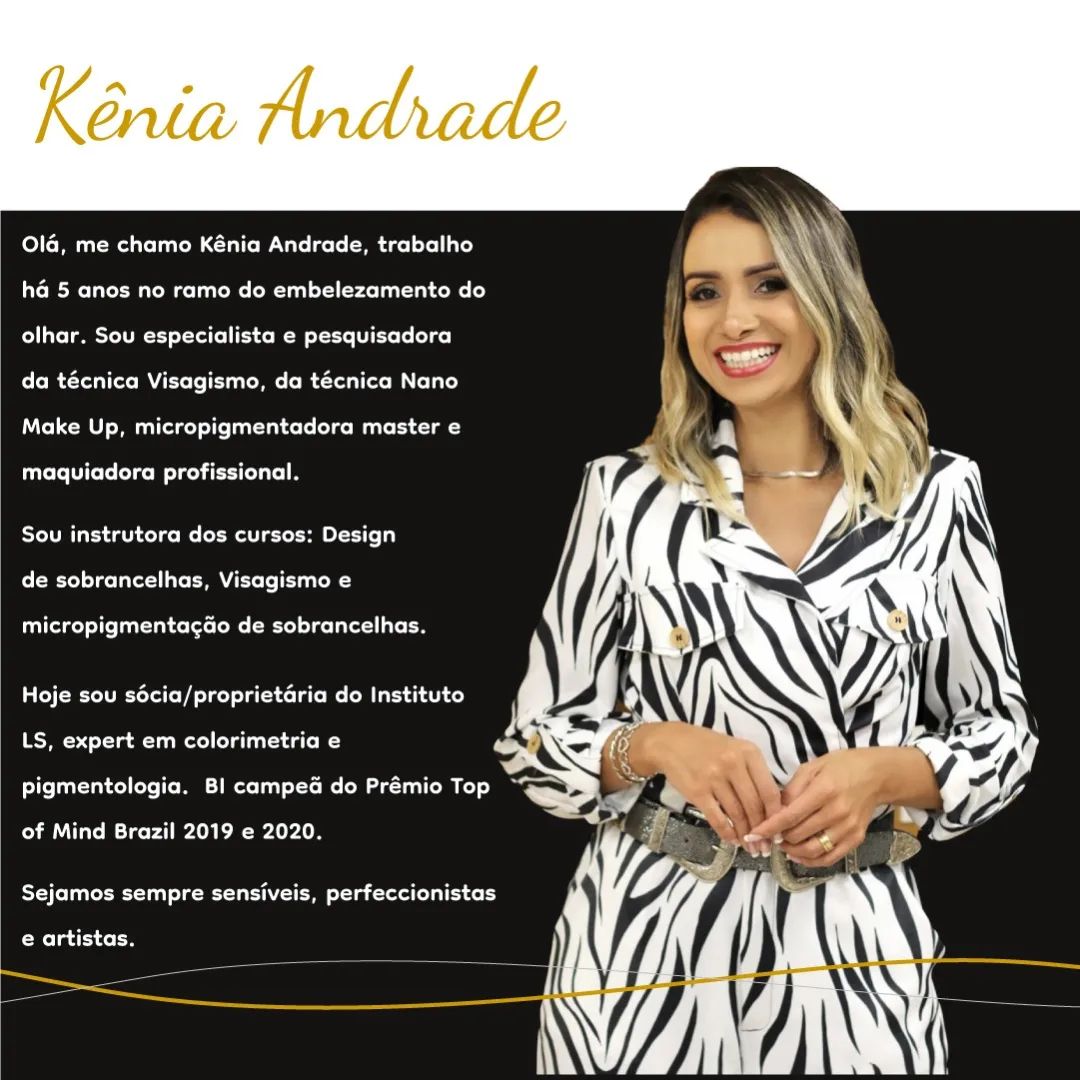 Kênia Andrade
Olá, me chamo Kênia Andrade, trabalho
há 5 anos no ramo do embelezamento do
olhar. Sou especialista e pesquisadora
da técnica Visagismo, da técnica Nano
Make Up, micropigmentadora master e
maquiadora profissional.
Sou instrutora dos cursos: Design
de sobrancelhas, Visagismo e
micropigmentação de sobrancelhas.
Hoje sou sócia/proprietária do Instituto
LS, expert em colorimetria e
pigmentologia. BI campeã do Prêmio Top
of Mind Brazil 2019 e 2020.
Sejamos sempre sensíveis, perfeccionistas
e artistas.